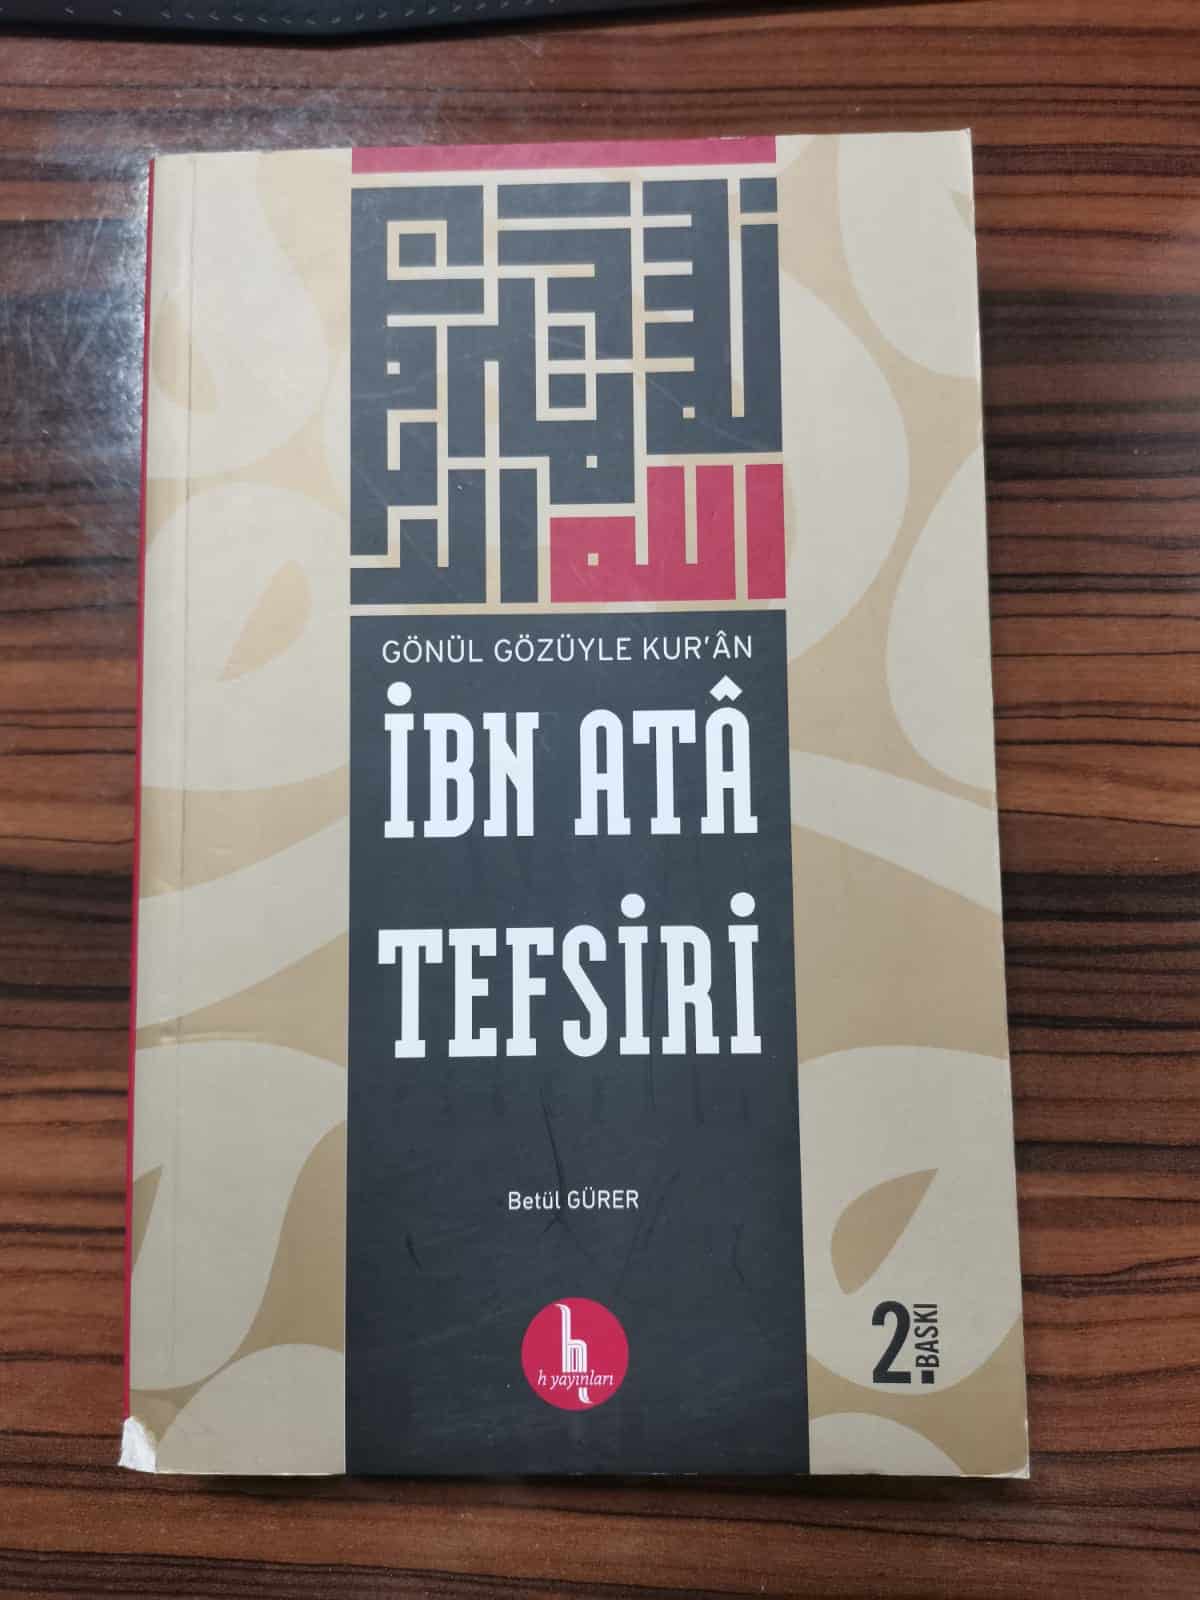 GÖNÜL GÖZÜYLE KUR'ÂN
İBN ATÂ
TEFSİRİ
Betül GÜRER
h yayınları
2. BASKI